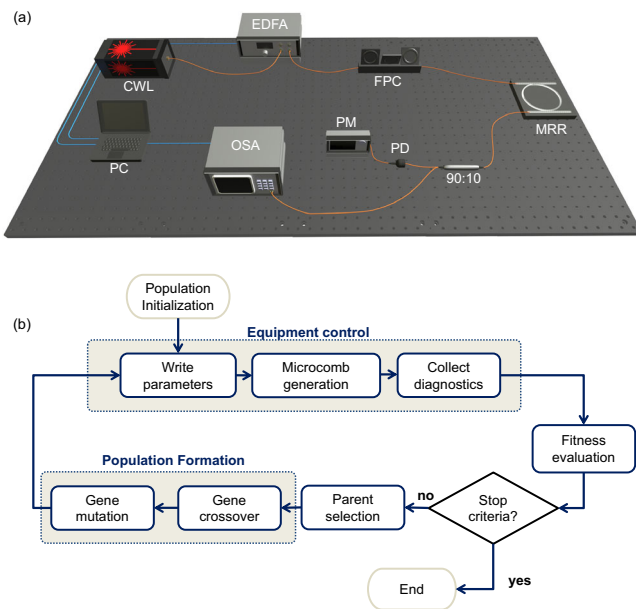 (a)
EDFA
CWL
FPC
MRR
PM
PD
OSA
PC
90:10
Population
Initialization
(b)
Equipment control
Write
parameters
Microcomb
generation
Collect
diagnostics
Fitness
evaluation
Population Formation
Gene
mutation
Gene
crossover
Parent
selection
no
Stop
criteria?
yes
End